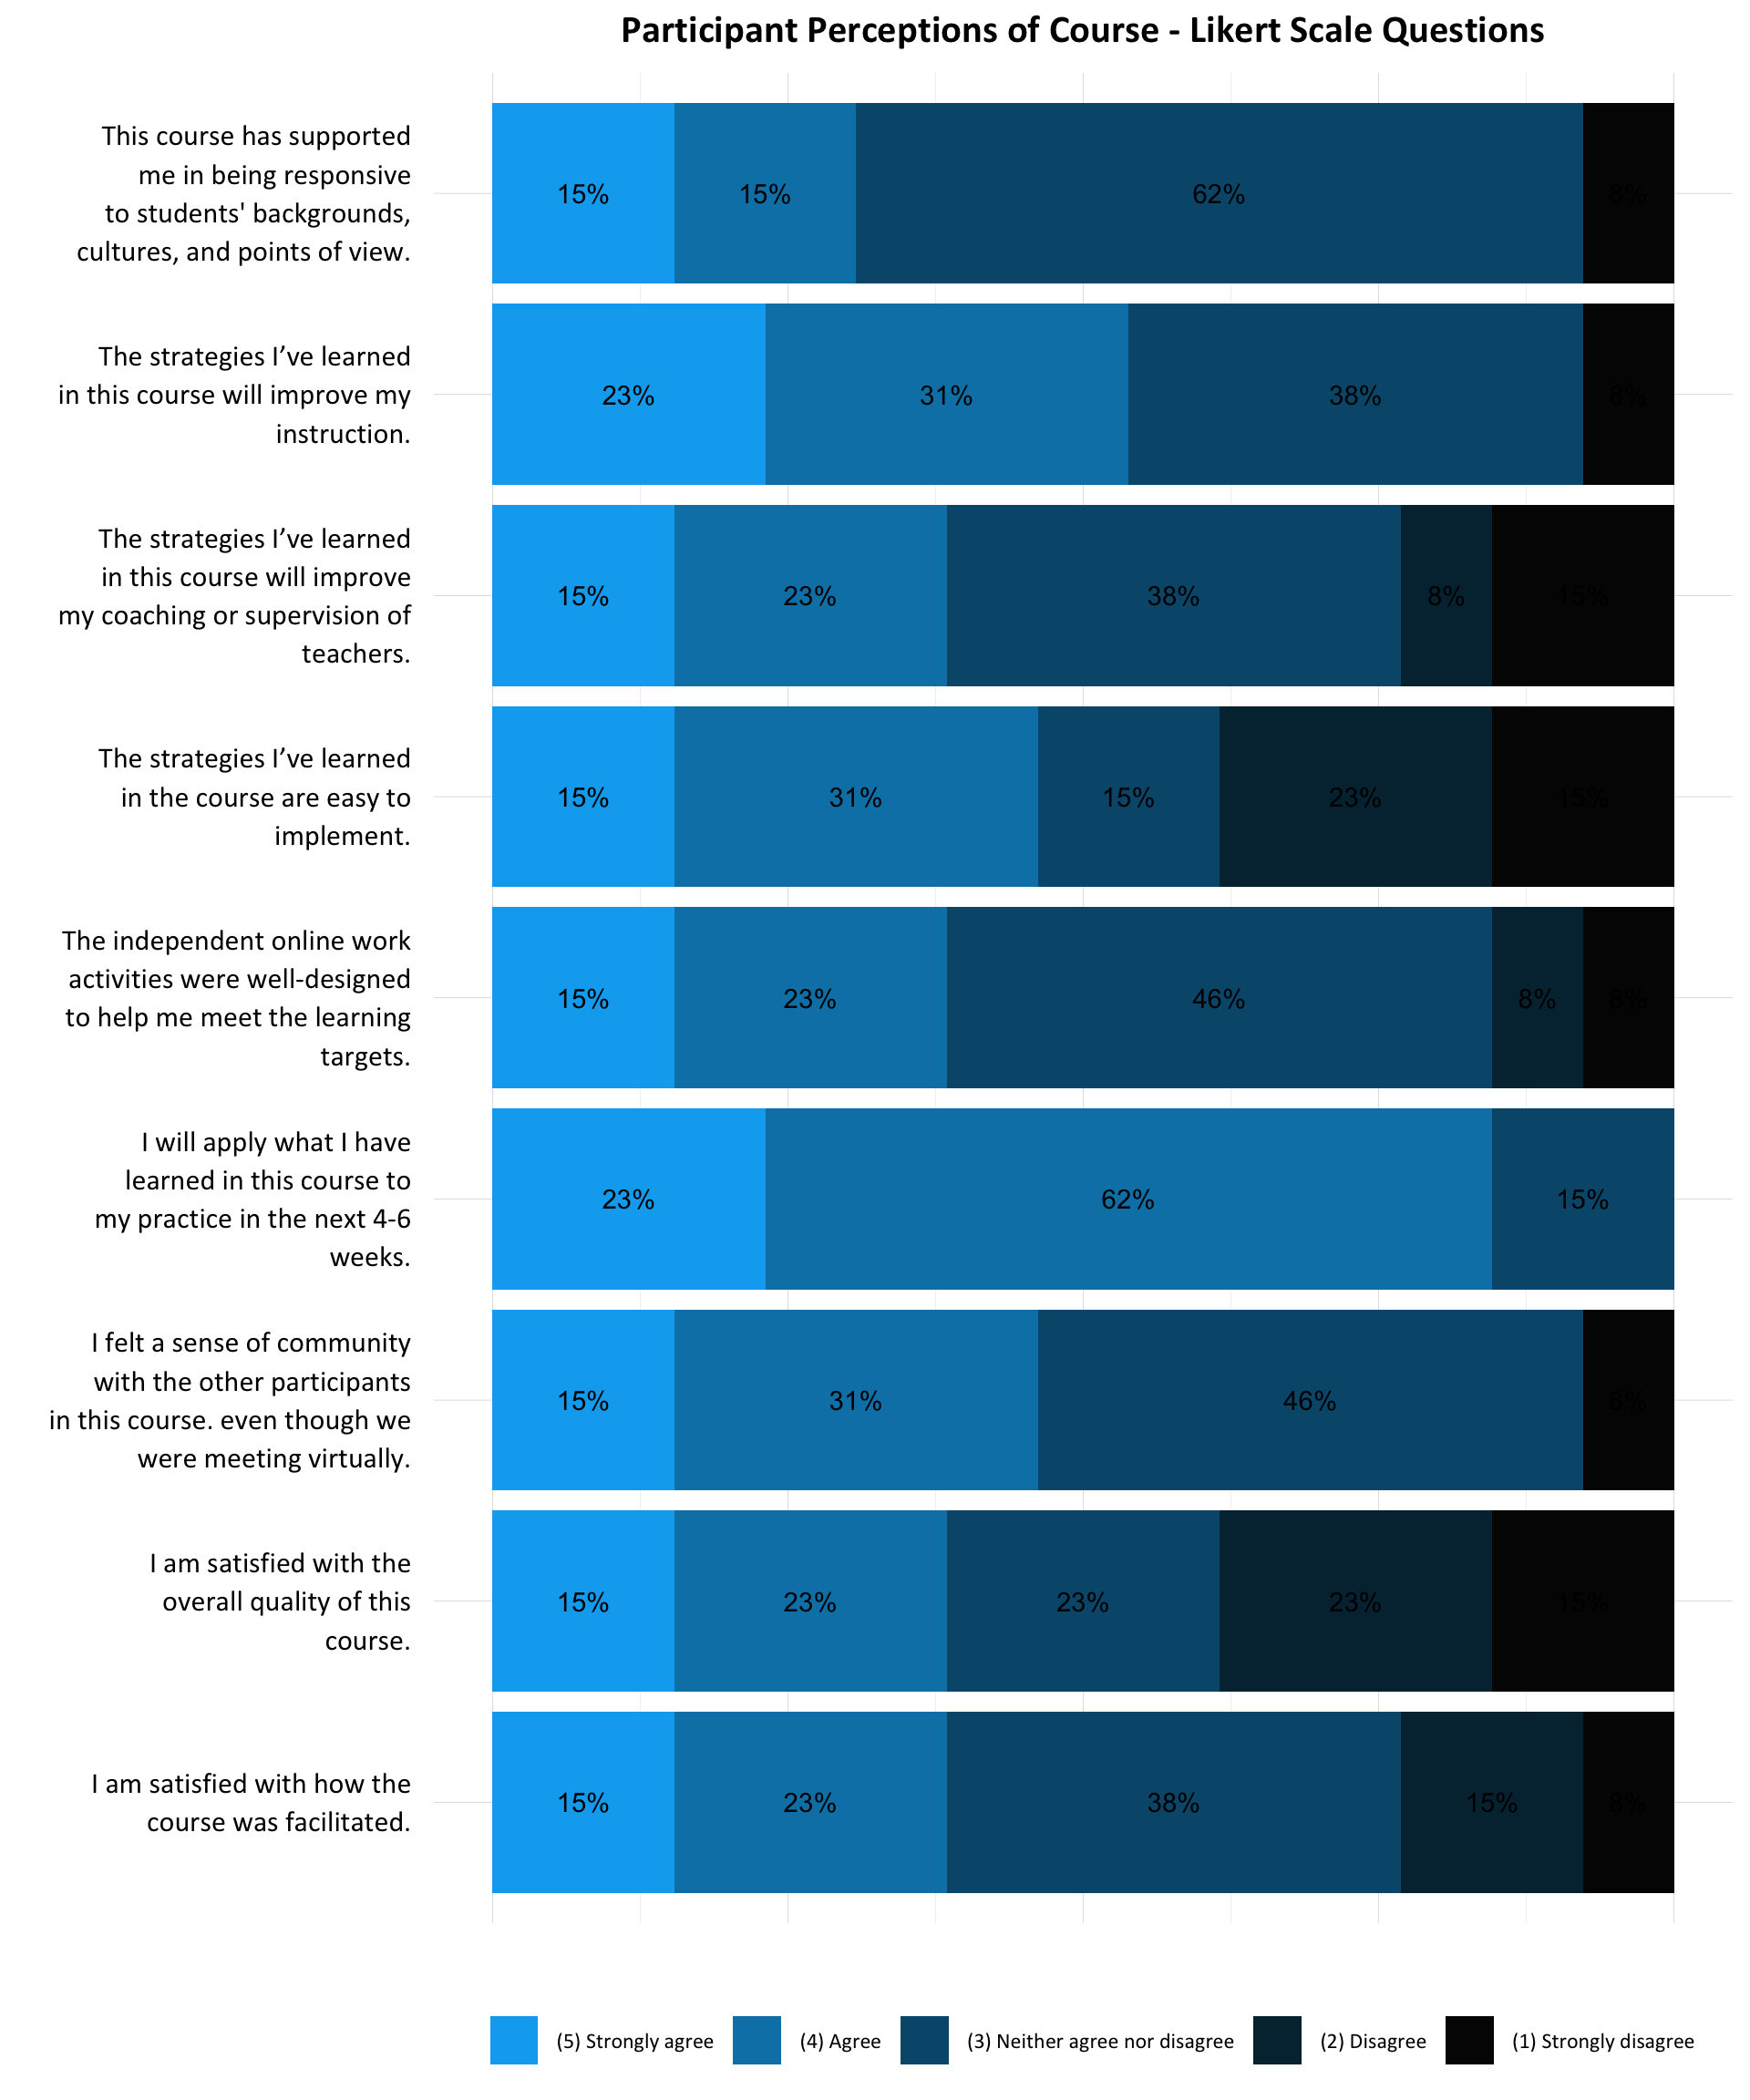 Participant Perceptions of Course - Likert Scale Questions
This course has supported
me in being responsive
to students' backgrounds,
cultures, and points of view.
15% 15% 62% 8%
The strategies I’ve learned
in this course will improve my
instruction.
23% 31% 38% 8%
The strategies I’ve learned
in this course will improve
my coaching or supervision of
teachers.
15% 23% 38% 8% 15%
The strategies I’ve learned
in the course are easy to
implement.
15% 31% 15% 23% 15%
The independent online work
activities were well-designed
to help me meet the learning
targets.
15% 23% 46% 8% 8%
I will apply what I have
learned in this course to
my practice in the next 4-6
weeks.
23% 62% 15%
I felt a sense of community
with the other participants
in this course. even though we
were meeting virtually.
15% 31% 46% 8%
I am satisfied with the
overall quality of this
course.
15% 23% 23% 23% 15%
I am satisfied with how the
course was facilitated.
15% 23% 38% 15% 8%
(5) Strongly agree (4) Agree (3) Neither agree nor disagree (2) Disagree (1) Strongly disagree